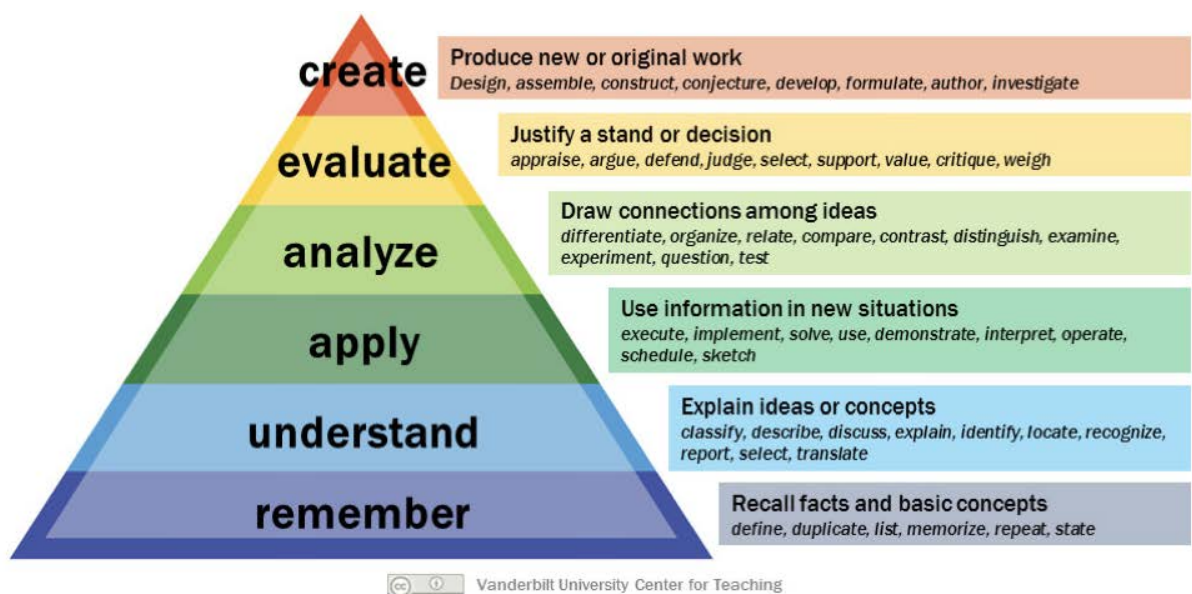 create
Produce new or original work
Design, assemble, construct, conjecture, develop, formulate, author, investigate
evaluate
Justify a stand or decision
appraise, argue, defend, judge, select, support, value, critique, weigh
analyze
Draw connections among ideas
differentiate, organize, relate, compare, contrast, distinguish, examine,
experiment, question, test
apply
Use information in new situations
execute, implement, solve, use, demonstrate, interpret, operate,
schedule, sketch
understand
Explain ideas or concepts
classify, describe, discuss, explain, identify, locate, recognize,
report, select, translate
remember
Recall facts and basic concepts
define, duplicate, list, memorize, repeat, state
cc Vanderbilt University Center for Teaching